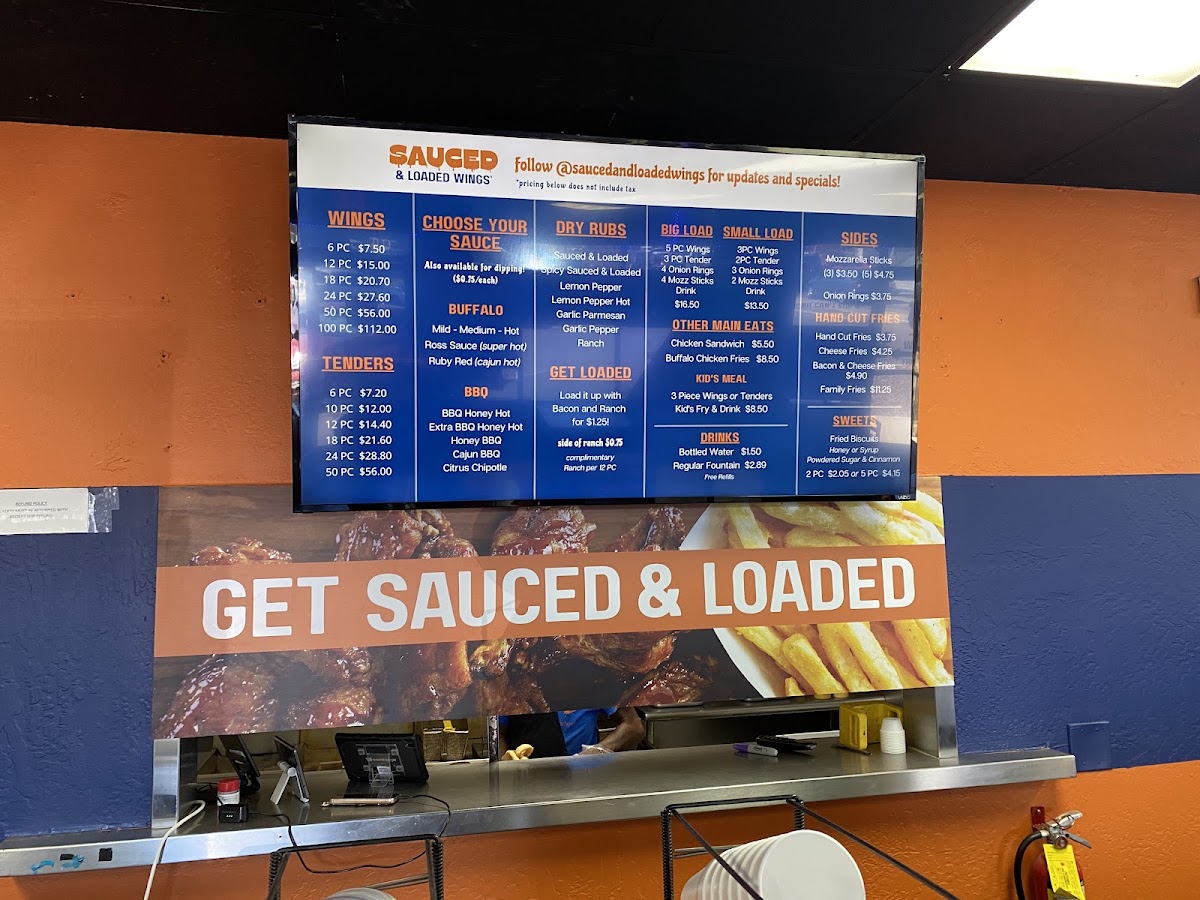 SAUCED
& LOADED WINGS
follow @saucedandloadedwings for updates and specials!
*pricing below does not include tax
WINGS
6 PC $7.50
12 PC $15.00
18 PC $20.70
24 PC $27.60
50 PC $56.00
100 PC $112.00
TENDERS
6 PC $7.20
10 PC $12.00
12 PC $14.40
18 PC $21.60
24 PC $28.80
50 PC $56.00
CHOOSE YOUR
SAUCE
Also available for dipping!
($0.75/each)
BUFFALO
Mild - Medium - Hot
Ross Sauce (super hot)
Ruby Red (cajun hot)
BBQ
BBQ Honey Hot
Extra BBQ Honey Hot
Honey BBQ
Cajun BBQ
Citrus Chipotle
DRY RUBS
Sauced & Loaded
Spicy Sauced & Loaded
Lemon Pepper
Lemon Pepper Hot
Garlic Parmesan
Garlic Pepper
Ranch
GET LOADED
Load it up with
Bacon and Ranch
for $1.25!
side of ranch $0.75
complimentary
Ranch per 12 PC
BIG LOAD
5 PC Wings
3 PC Tender
4 Onion Rings
4 Mozz Sticks
Drink
$16.50
SMALL LOAD
3PC Wings
2PC Tender
3 Onion Rings
2 Mozz Sticks
Drink
$13.50
OTHER MAIN EATS
Chicken Sandwich $5.50
Buffalo Chicken Fries $8.50
KID'S MEAL
3 Piece Wings or Tenders
Kid's Fry & Drink $8.50
DRINKS
Bottled Water $1.50
Regular Fountain $2.89
Free Refills
SIDES
Mozzarella Sticks
(3) $3.50 (5) $4.75
Onion Rings $3.75
HAND CUT FRIES
Hand Cut Fries $3.75
Cheese Fries $4.25
Bacon & Cheese Fries
$4.90
Family Fries $11.25
SWEETS
Fried Biscuits
Honey or Syrup
Powdered Sugar & Cinnamon
2 PC $2.05 or 5 PC $4.15
VIZIO
REFUND POLICY
GET SAUCED & LOADED